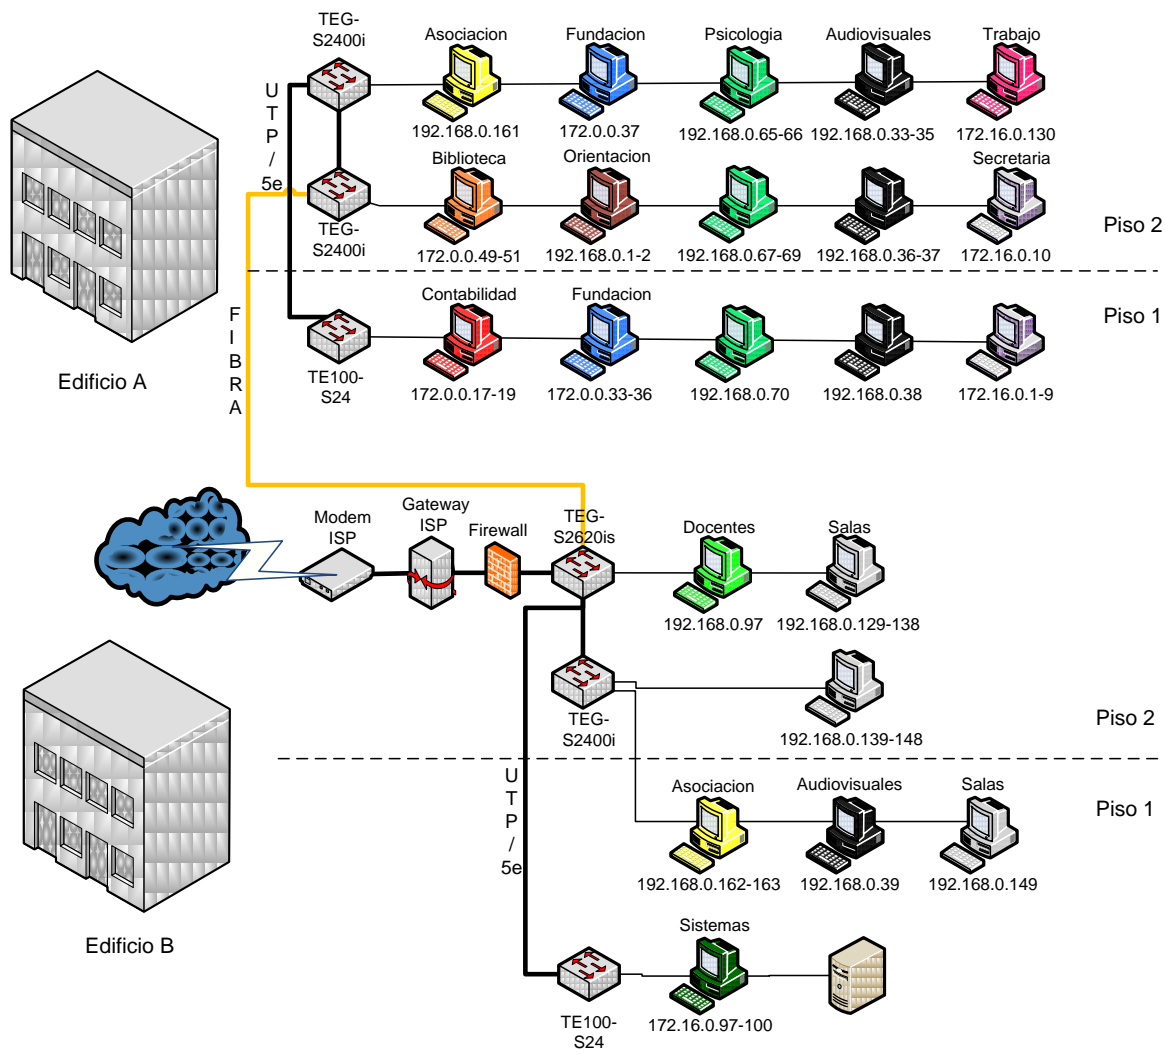 TEG-
S2400i
Asociacion
Fundacion
Psicologia
Audiovisuales
Trabajo
U
T
P
/
5e
192.168.0.161
172.0.0.37
192.168.0.65-66
192.168.0.33-35
172.16.0.130
Biblioteca
Orientacion
Secretaria
TEG-
S2400i
172.0.0.49-51
192.168.0.1-2
192.168.0.67-69
192.168.0.36-37
172.16.0.10
Piso 2
Piso 1
Contabilidad
Fundacion
F
I
B
R
A
TE100-
S24
172.0.0.17-19
172.0.0.33-36
192.168.0.70
192.168.0.38
172.16.0.1-9
Edificio A
Modem
ISP
Gateway
ISP
Firewall
TEG-
S2620is
Docentes
Salas
192.168.0.97
192.168.0.129-138
TEG-
S2400i
192.168.0.139-148
Piso 2
Piso 1
U
T
P
/
5e
Asociacion
Audiovisuales
Salas
192.168.0.162-163
192.168.0.39
192.168.0.149
Edificio B
Sistemas
TE100-
S24
172.16.0.97-100